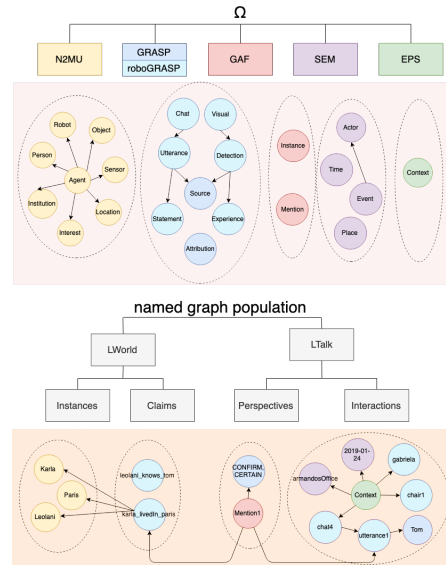 Ω
N2MU
GRASP
roboGRASP
GAF
SEM
EPS
Robot
Object
Person
Agent
Sensor
Institution
Location
Interest
Chat
Visual
Utterance
Detection
Source
Statement
Experience
Attribution
Instance
Mention
Actor
Time
Event
Place
Context
named graph population
LWorld
LTalk
Instances
Claims
Perspectives
Interactions
Karla
Paris
Leolani
leolani_knows_tom
karla_livedIn_paris
CONFIRM,
CERTAIN
Mention1
2019-01-
24
gabriela
armandosOffice
Context
chair1
chat4
utterance1
Tom